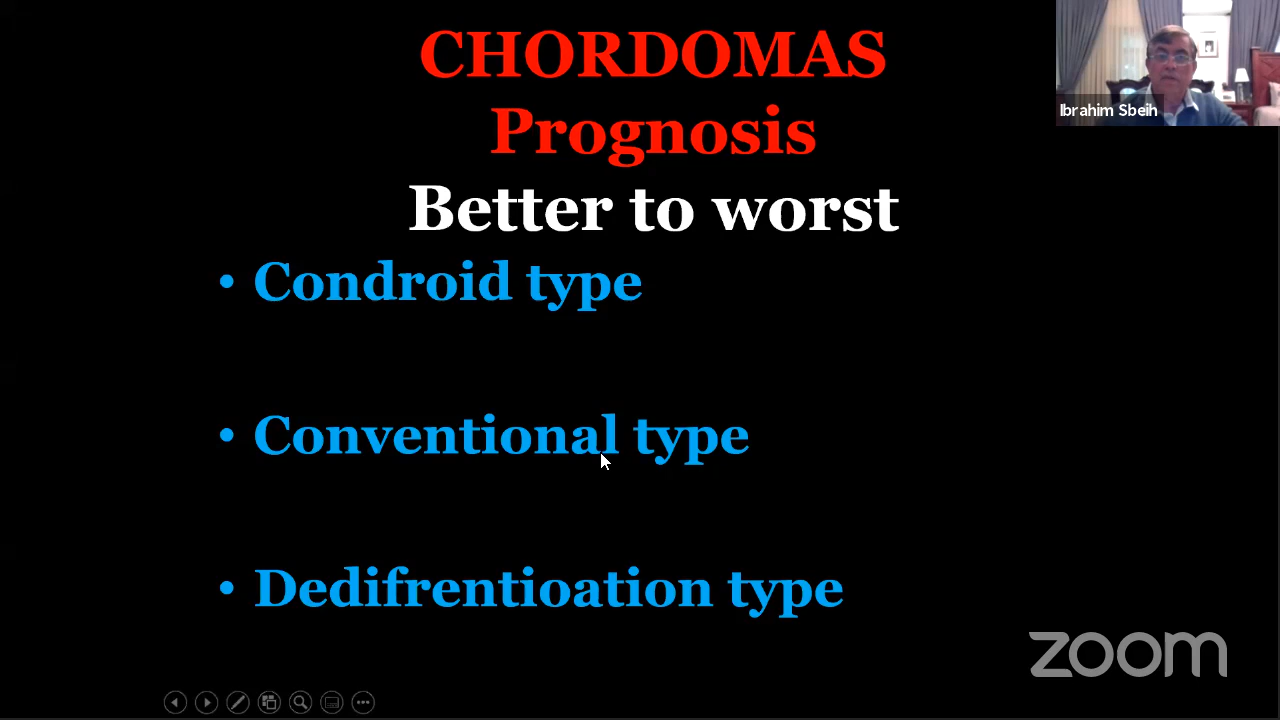 CHORDOMAS
Prognosis
Better to worst
• Condroid type
• Conventional type
• Dedifrentioation type
Ibrahim Sbeih
zoom